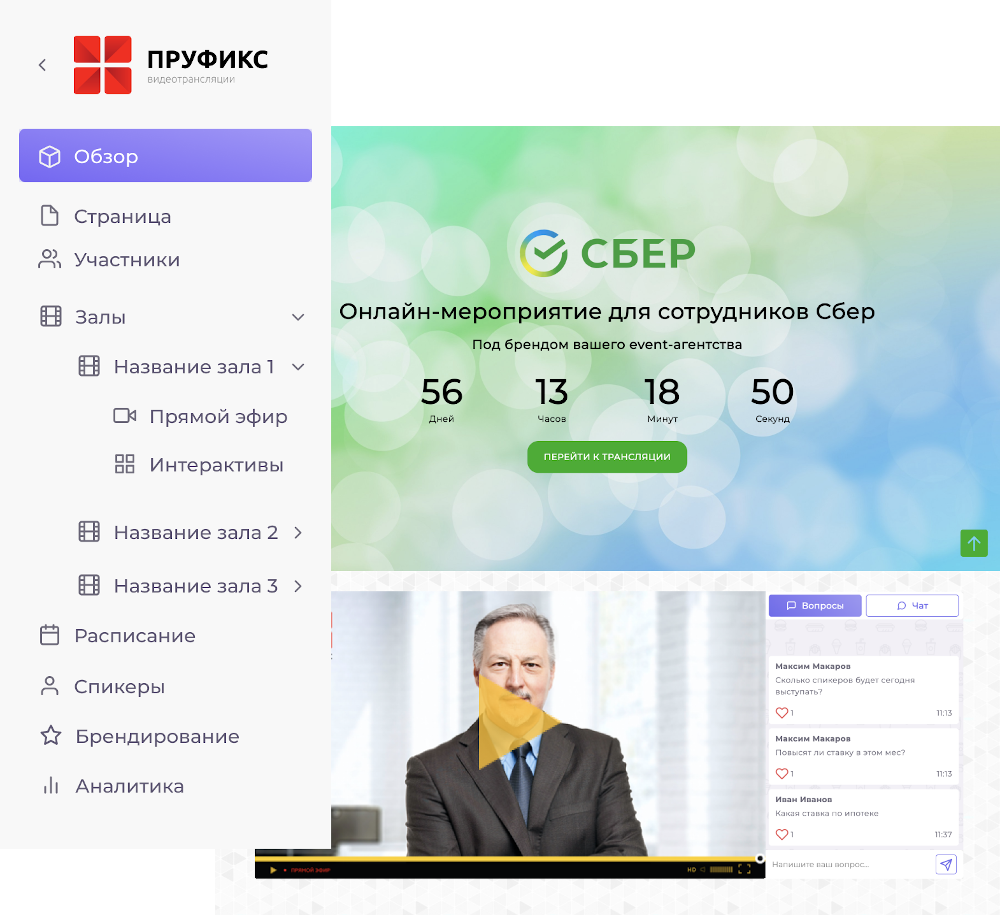 ПРУФИКС
видеотрансляции
Обзор
Страница
Участники
Залы
Название зала 1
Прямой эфир
Интерактивы
Название зала 2
Название зала 3
Расписание
Спикеры
Брендирование
Аналитика
СБЕР
Онлайн-мероприятие для сотрудников Сбер
Под брендом вашего event-агентства
56 13 18 50
Дней Часов Минут Секунд
ПЕРЕЙТИ К ТРАНСЛЯЦИИ
Вопросы Чат
Максим Макаров
Сколько спикеров будет сегодня
выступать?
1 11:13
Максим Макаров
Повысят ли ставку в этом мес?
1 11:13
Иван Иванов
Какая ставка по ипотеке
1 11:37
Напишите ваш вопрос...
ПРЯМОЙ ЭФИР
HD